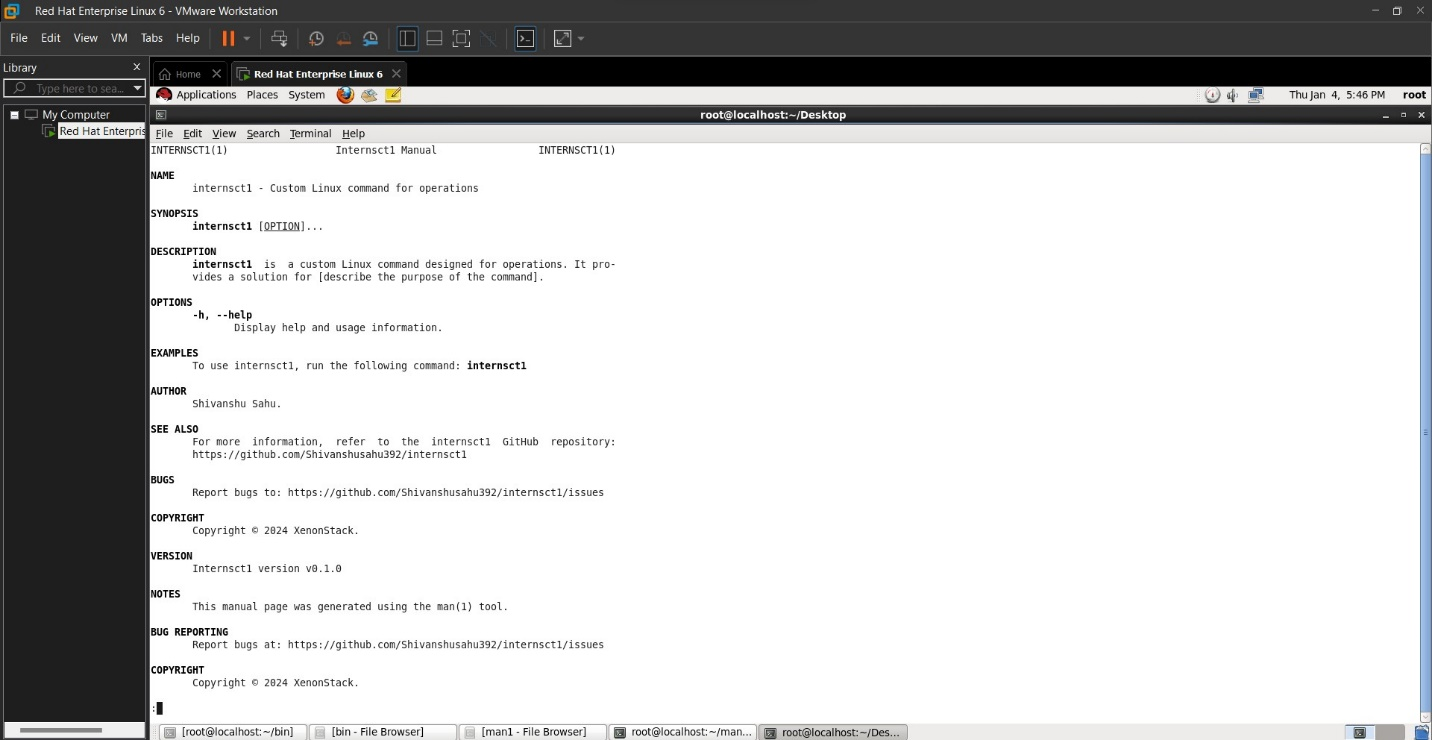 Red Hat Enterprise Linux 6 - VMware Workstation
File Edit View VM Tabs Help
Library
Type here to sea...
My Computer
Red Hat Enterpris
Home
Red Hat Enterprise Linux 6
Applications Places System
Thu Jan 4, 5:46 PM root
root@localhost:~/Desktop
File Edit View Search Terminal Help
INTERNSCT1(1) Internsct1 Manual INTERNSCT1(1)
NAME
internsct1 - Custom Linux command for operations
SYNOPSIS
internsct1 [OPTION]...
DESCRIPTION
internsct1 is a custom Linux command designed for operations. It pro-
vides a solution for [describe the purpose of the command].
OPTIONS
-h, --help
Display help and usage information.
EXAMPLES
To use internsct1, run the following command: internsct1
AUTHOR
Shivanshu Sahu.
SEE ALSO
For more information, refer to the internsct1 GitHub repository:
https://github.com/Shivanshusahu392/internsct1
BUGS
Report bugs to: https://github.com/Shivanshusahu392/internsct1/issues
COPYRIGHT
Copyright © 2024 XenonStack.
VERSION
Internsct1 version v0.1.0
NOTES
This manual page was generated using the man(1) tool.
BUG REPORTING
Report bugs at: https://github.com/Shivanshusahu392/internsct1/issues
COPYRIGHT
Copyright © 2024 XenonStack.
:
[root@localhost:~/bin] [bin - File Browser] [man1 - File Browser] root@localhost:~/man... root@localhost:~/Des...